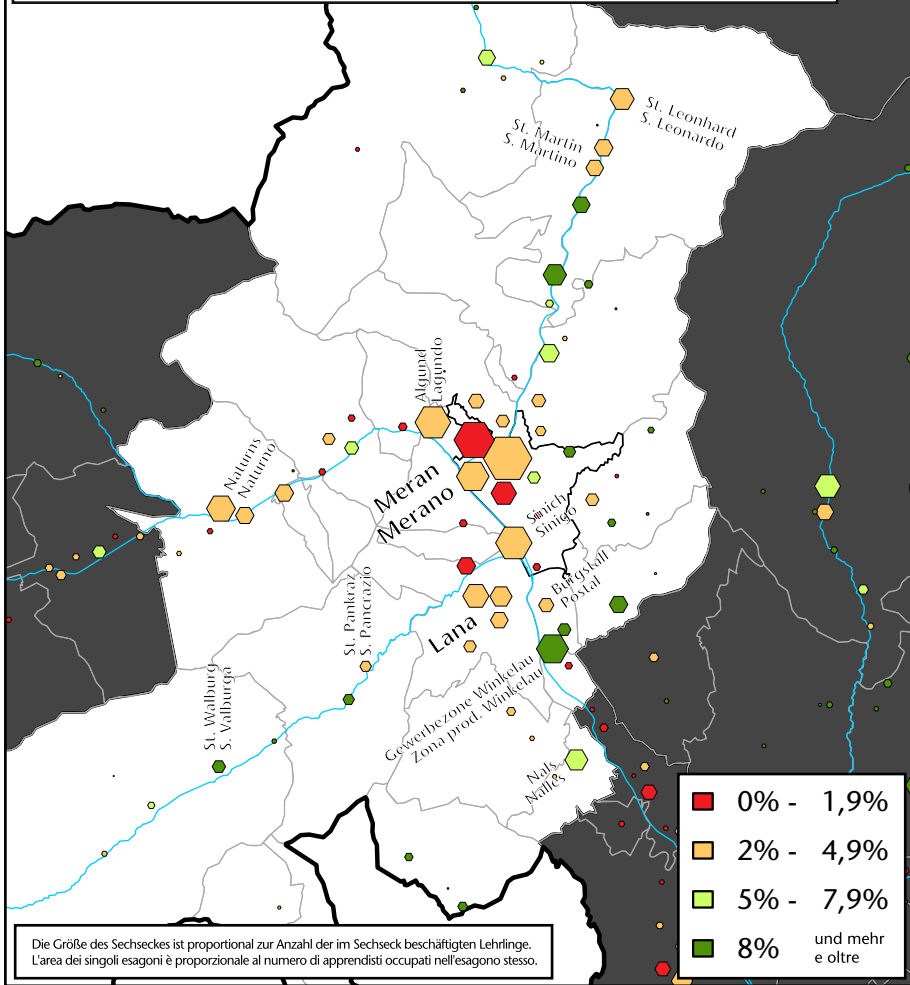 St. Leonhard
S. Leonardo
St. Martin
S. Martino
Algund
Lagundo
Naturns
Naturno
Meran
Merano
Sinich
Sinigo
Burgstall
Postal
St. Pankraz
S. Pancrazio
Lana
St. Walburg
S. Valburga
Gewerbezone Winkelau
Zona prod. Winkelau
Nals
Nalles
0% - 1,9%
2% - 4,9%
5% - 7,9%
8% und mehr
e oltre
Die Größe des Sechseckes ist proportional zur Anzahl der im Sechseck beschäftigten Lehrlinge.
L'area dei singoli esagoni è proporzionale al numero di apprendisti occupati nell'esagono stesso.